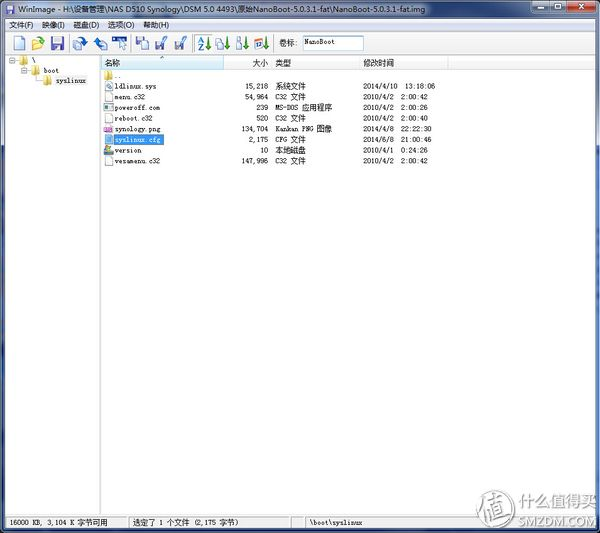 WinImage - H:\设备管理\NAS D510 Synology\DSM 5.0 4493\原始NanoBoot-5.0.3.1-fat\NanoBoot-5.0.3.1-fat.img
文件(F) 映像(I) 磁盘(D) 选项(O) 帮助(H)
卷标: NanoBoot
\
boot
syslinux
名称 大小 类型 修改时间
..
ldlinux.sys 15,218 系统文件 2014/4/10 13:18:06
menu.c32 54,964 C32 文件 2010/4/2 2:00:42
poweroff.com 239 MS-DOS 应用程序 2010/4/2 2:00:26
reboot.c32 520 C32 文件 2010/4/2 2:00:42
synology.png 134,704 Kankan PNG 图像 2014/4/8 22:22:30
syslinux.cfg 2,175 CFG 文件 2014/6/8 21:00:46
version 10 本地磁盘 2010/4/1 0:24:26
vesamenu.c32 147,996 C32 文件 2010/4/2 2:00:42
16000 KB, 3,104 K 字节可用 选定了 1 个文件 (2,175 字节) \boot\syslinux
值 什么值得买
SMZDM.COM